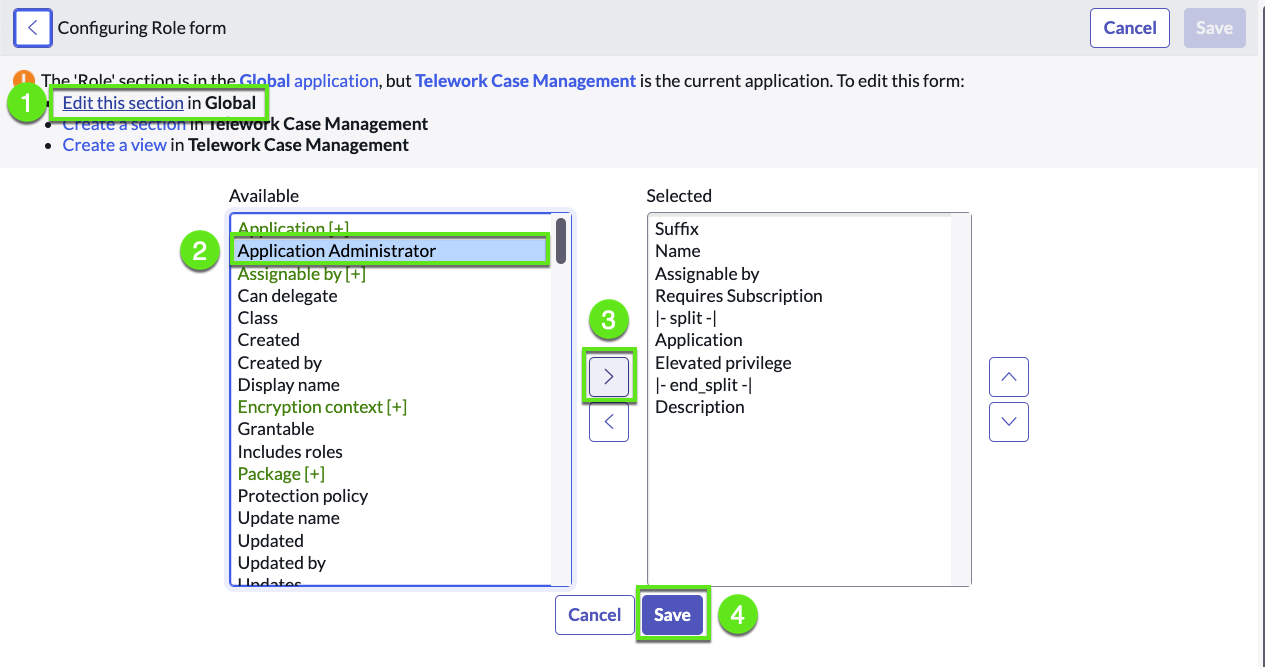 Configuring Role form
Cancel
Save
The 'Role' section is in the Global application, but Telework Case Management is the current application. To edit this form:
1
Edit this section in Global
Create a section in Telework Case Management
Create a view in Telework Case Management
Available
Application [+]
2
Application Administrator
Assignable by [+]
Can delegate
Class
Created
Created by
Display name
Encryption context [+]
Grantable
Includes roles
Package [+]
Protection policy
Update name
Updated
Updated by
Updates
3
Selected
Suffix
Name
Assignable by
Requires Subscription
|- split -|
Application
Elevated privilege
|- end_split -|
Description
Cancel
Save
4